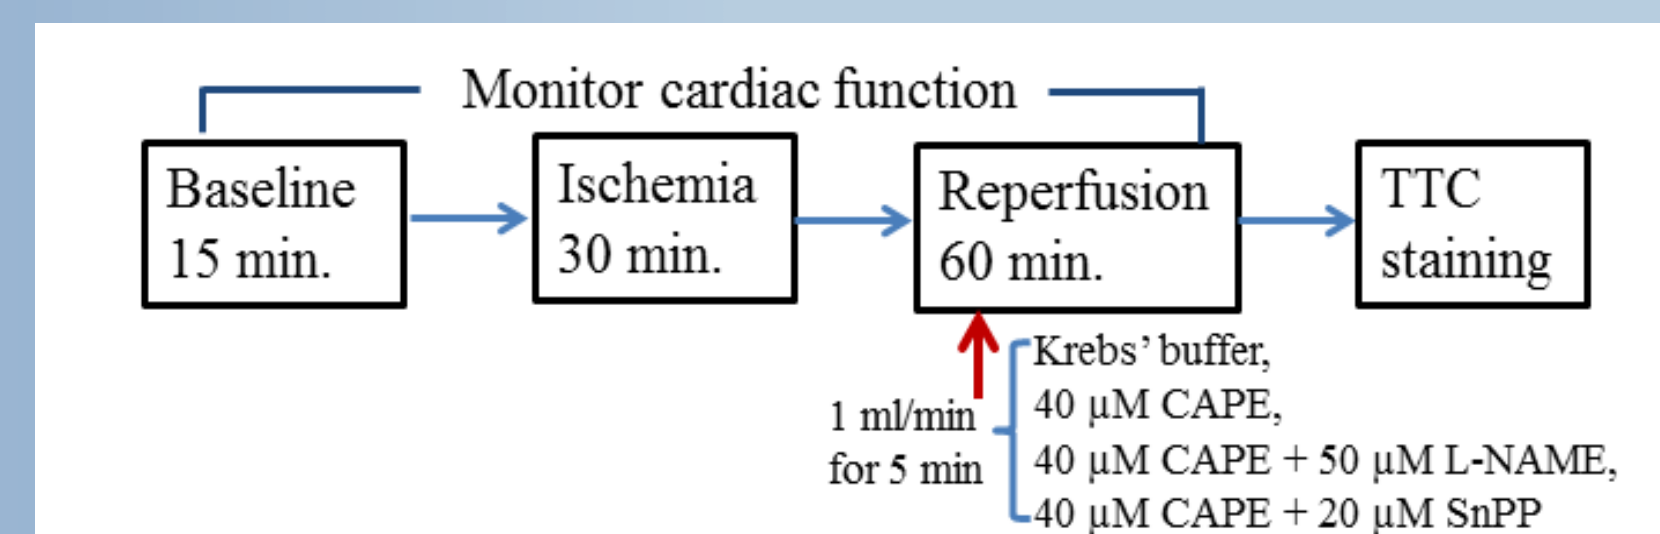 Monitor cardiac function
Baseline
15 min.
Ischemia
30 min.
Reperfusion
60 min.
TTC
staining
1 ml/min
for 5 min
Krebs’ buffer,
40 µM CAPE,
40 µM CAPE + 50 µM L-NAME,
40 µM CAPE + 20 µM SnPP